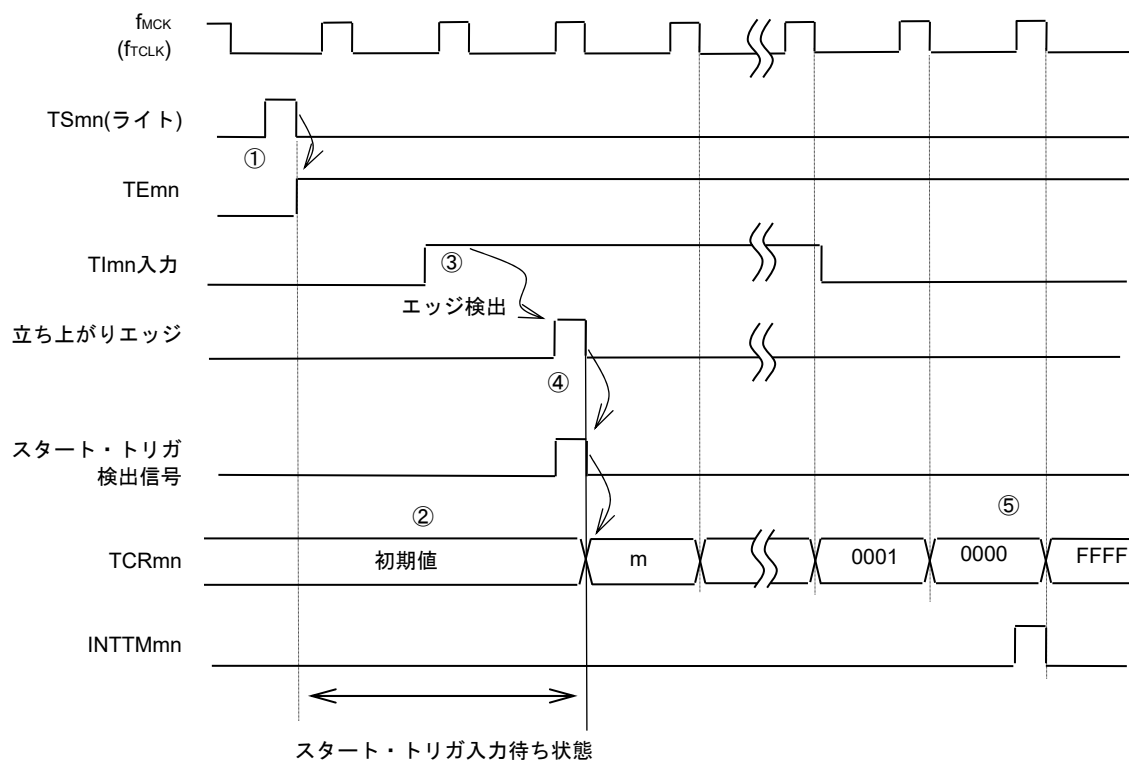 fMCK
(fTCLK)
TSmn(ライト)
①
TEmn
TImn入力
③
エッジ検出
立ち上がりエッジ
④
スタート・トリガ
検出信号
②
⑤
TCRmn
初期値
m
0001
0000
FFFF
INTTMmn
スタート・トリガ入力待ち状態